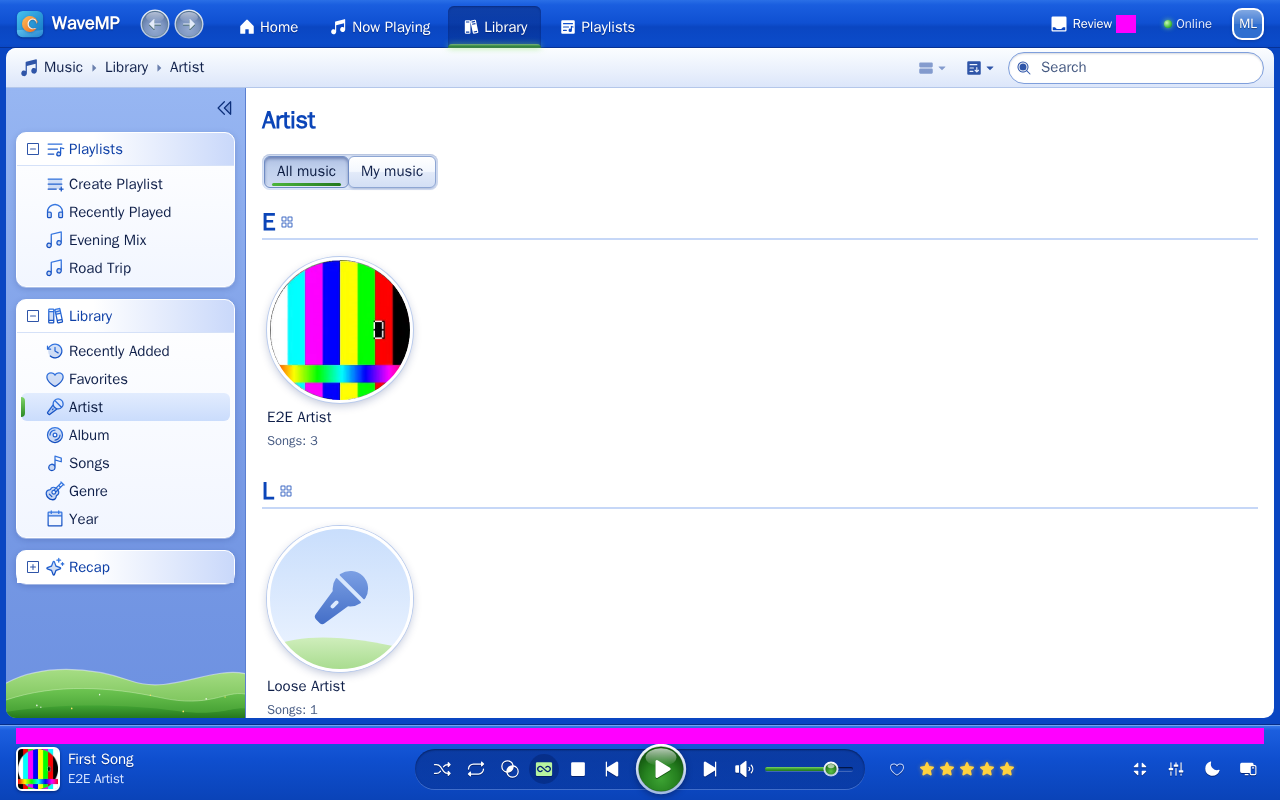 WaveMP
Home
Now Playing
Library
Playlists
Review
Online
ML
Music
Library
Artist
Search
Playlists
Create Playlist
Recently Played
Evening Mix
Road Trip
Library
Recently Added
Favorites
Artist
Album
Songs
Genre
Year
Recap
Artist
All music
My music
E
E2E Artist
Songs: 3
L
Loose Artist
Songs: 1
First Song
E2E Artist